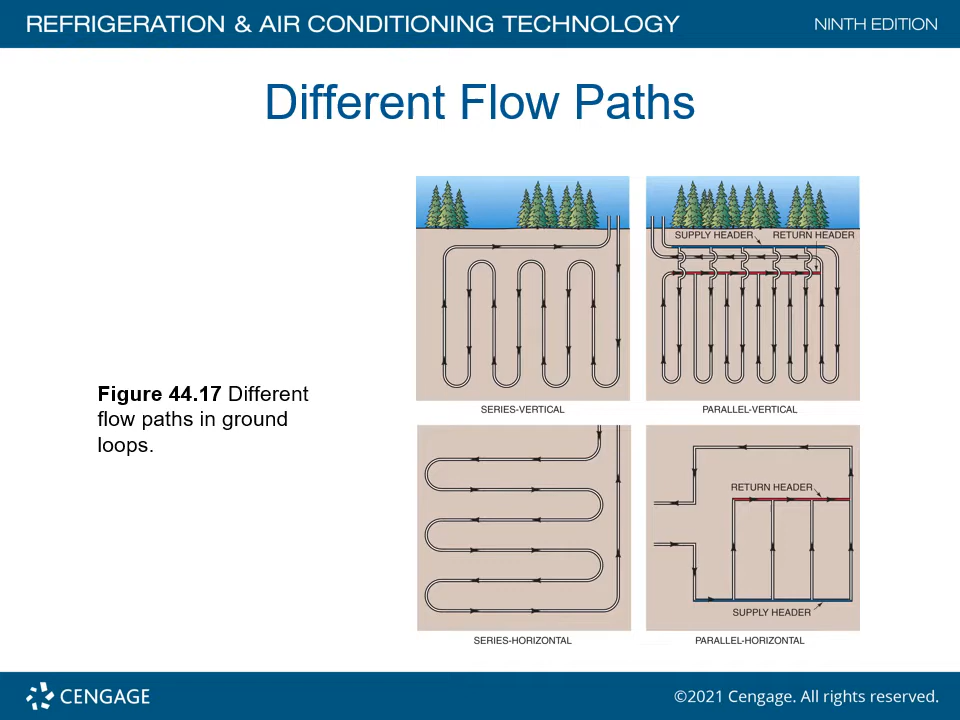 REFRIGERATION & AIR CONDITIONING TECHNOLOGY
NINTH EDITION
Different Flow Paths
Figure 44.17 Different
flow paths in ground
loops.
SUPPLY HEADER
RETURN HEADER
SERIES-VERTICAL
PARALLEL-VERTICAL
RETURN HEADER
SUPPLY HEADER
SERIES-HORIZONTAL
PARALLEL-HORIZONTAL
CENGAGE
©2021 Cengage. All rights reserved.